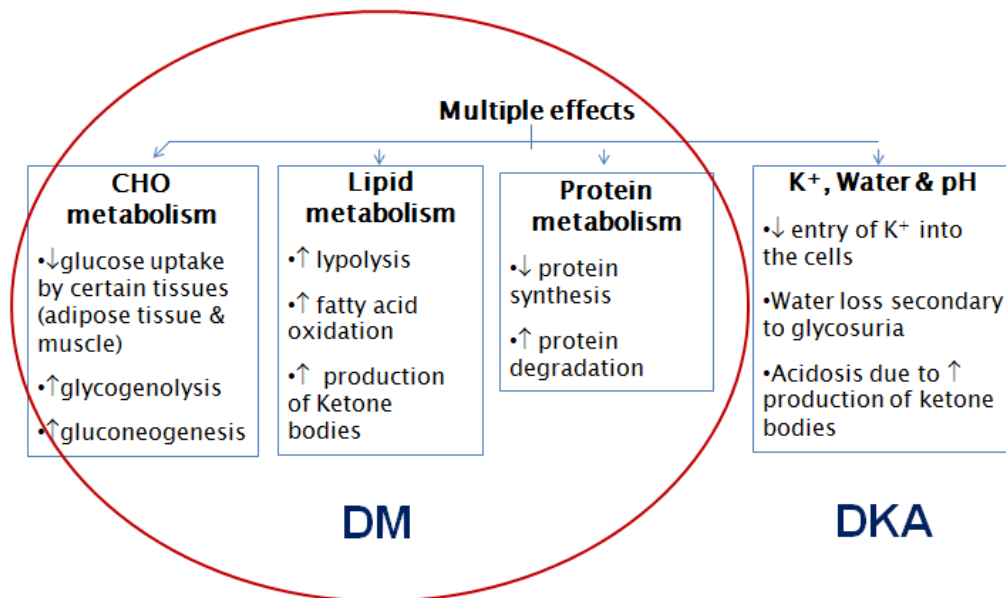 Multiple effects
CHO
metabolism
•↓glucose uptake
by certain tissues
(adipose tissue &
muscle)
•↑glycogenolysis
•↑gluconeogenesis
Lipid
metabolism
•↑ lypolysis
•↑ fatty acid
oxidation
•↑ production
of Ketone
bodies
Protein
metabolism
•↓ protein
synthesis
•↑ protein
degradation
K⁺, Water & pH
•↓ entry of K⁺ into
the cells
•Water loss secondary
to glycosuria
•Acidosis due to ↑
production of ketone
bodies
DM
DKA